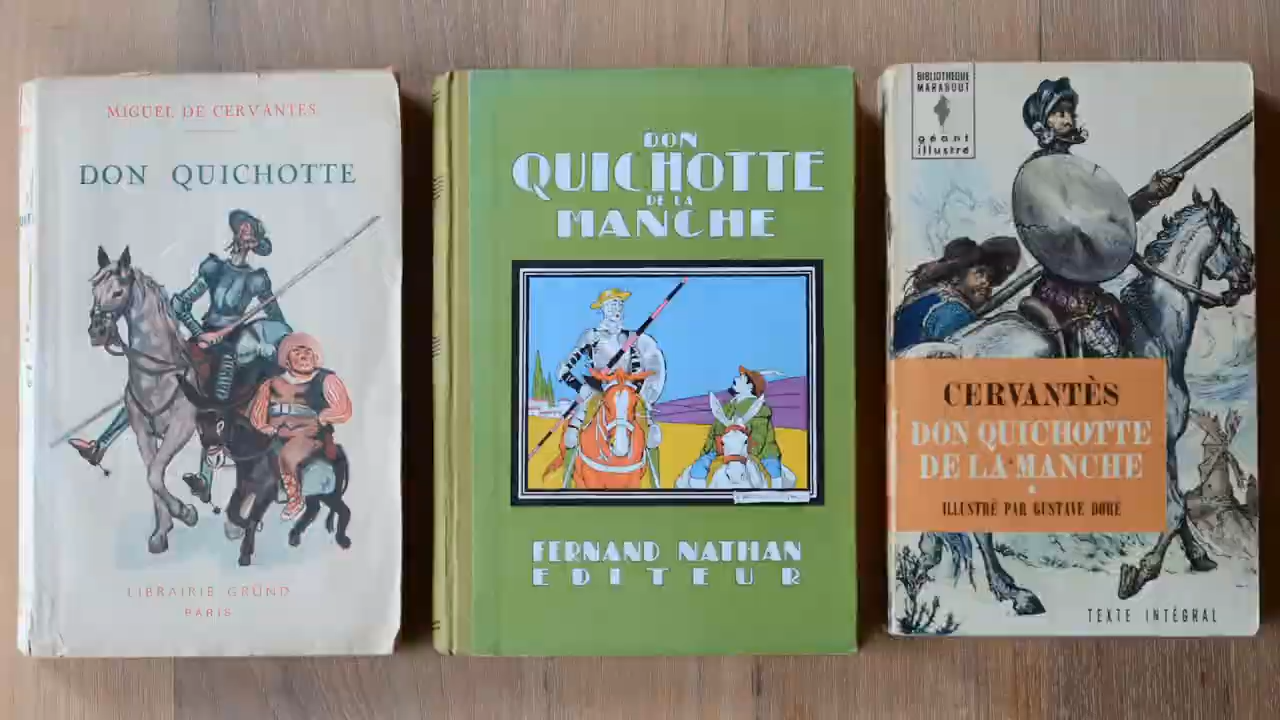 MIGUEL DE CERVANTES
DON QUICHOTTE
LIBRAIRIE GRÜND
PARIS
DON
QUICHOTTE
DE LA
MANCHE
FERNAND NATHAN
EDITEUR
BIBLIOTHEQUE
MARABOUT
géant
illustré
CERVANTÈS
DON QUICHOTTE
DE LA MANCHE
ILLUSTRÉ PAR GUSTAVE DORÉ
TEXTE INTÉGRAL